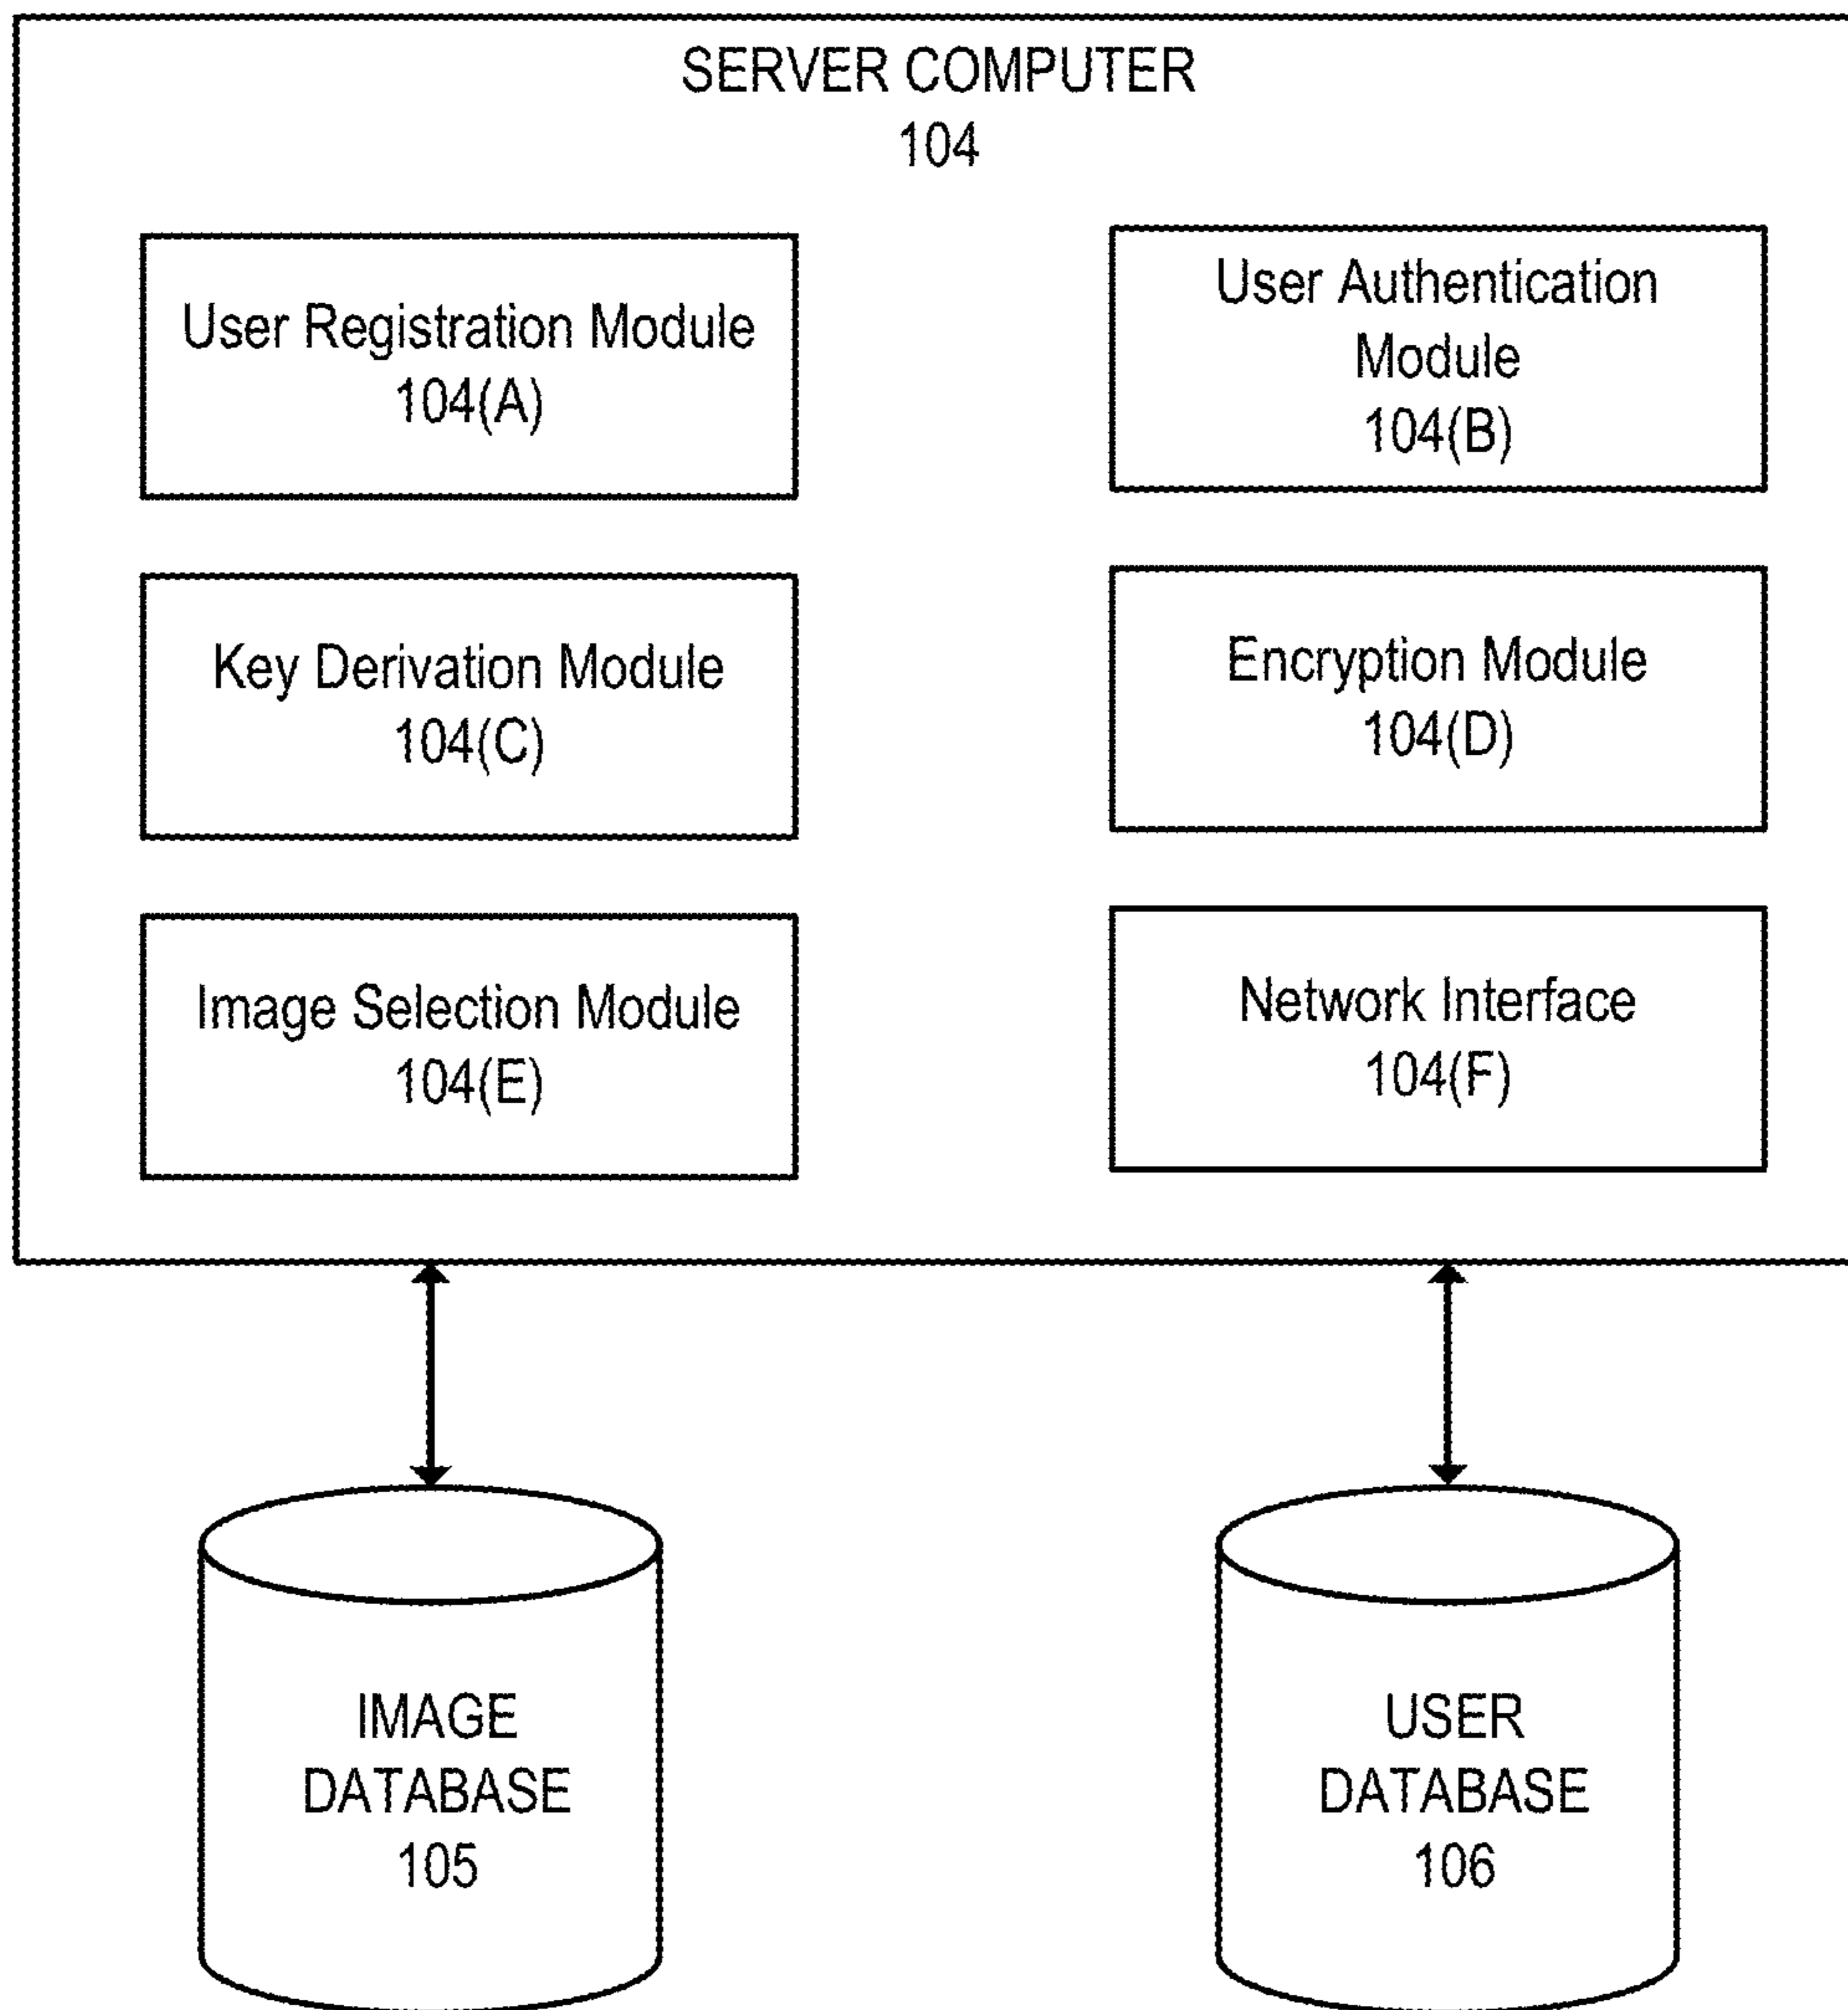 SERVER COMPUTER
104
User Registration Module
104(A)
User Authentication
Module
104(B)
Key Derivation Module
104(C)
Encryption Module
104(D)
Image Selection Module
104(E)
Network Interface
104(F)
IMAGE
DATABASE
105
USER
DATABASE
106